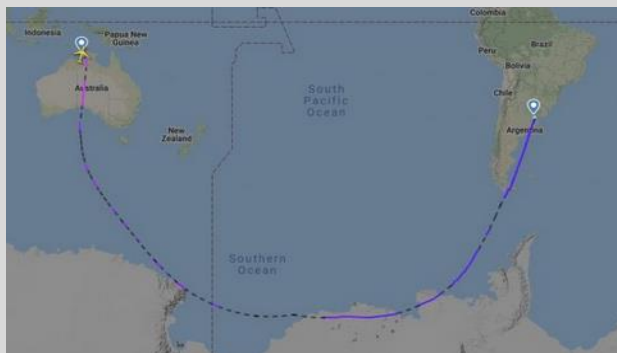 Colombia
Indonesia
Papua New
Guinea
Brazil
Peru
Bolivia
Australia
South
Pacific
Ocean
Chile
New
Zealand
Argentina
Southern
Ocean